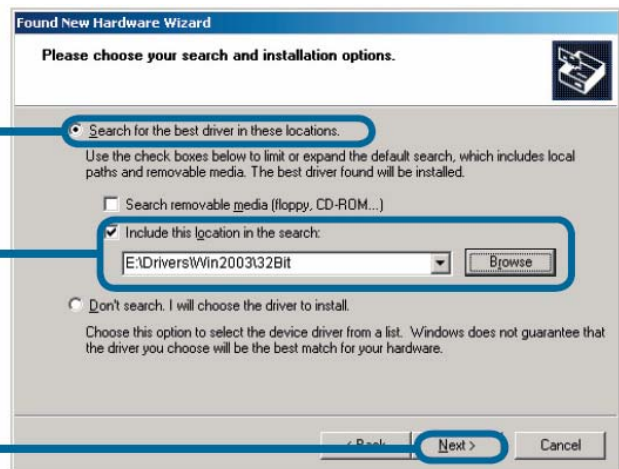 Found New Hardware Wizard
Please choose your search and installation options.
Search for the best driver in these locations.
Use the check boxes below to limit or expand the default search, which includes local
paths and removable media. The best driver found will be installed.
Search removable media (floppy, CD-ROM...)
Include this location in the search:
E:\Drivers\Win2003\32Bit
Browse
Don't search. I will choose the driver to install.
Choose this option to select the device driver from a list. Windows does not guarantee that
the driver you choose will be the best match for your hardware.
< Back
Next >
Cancel